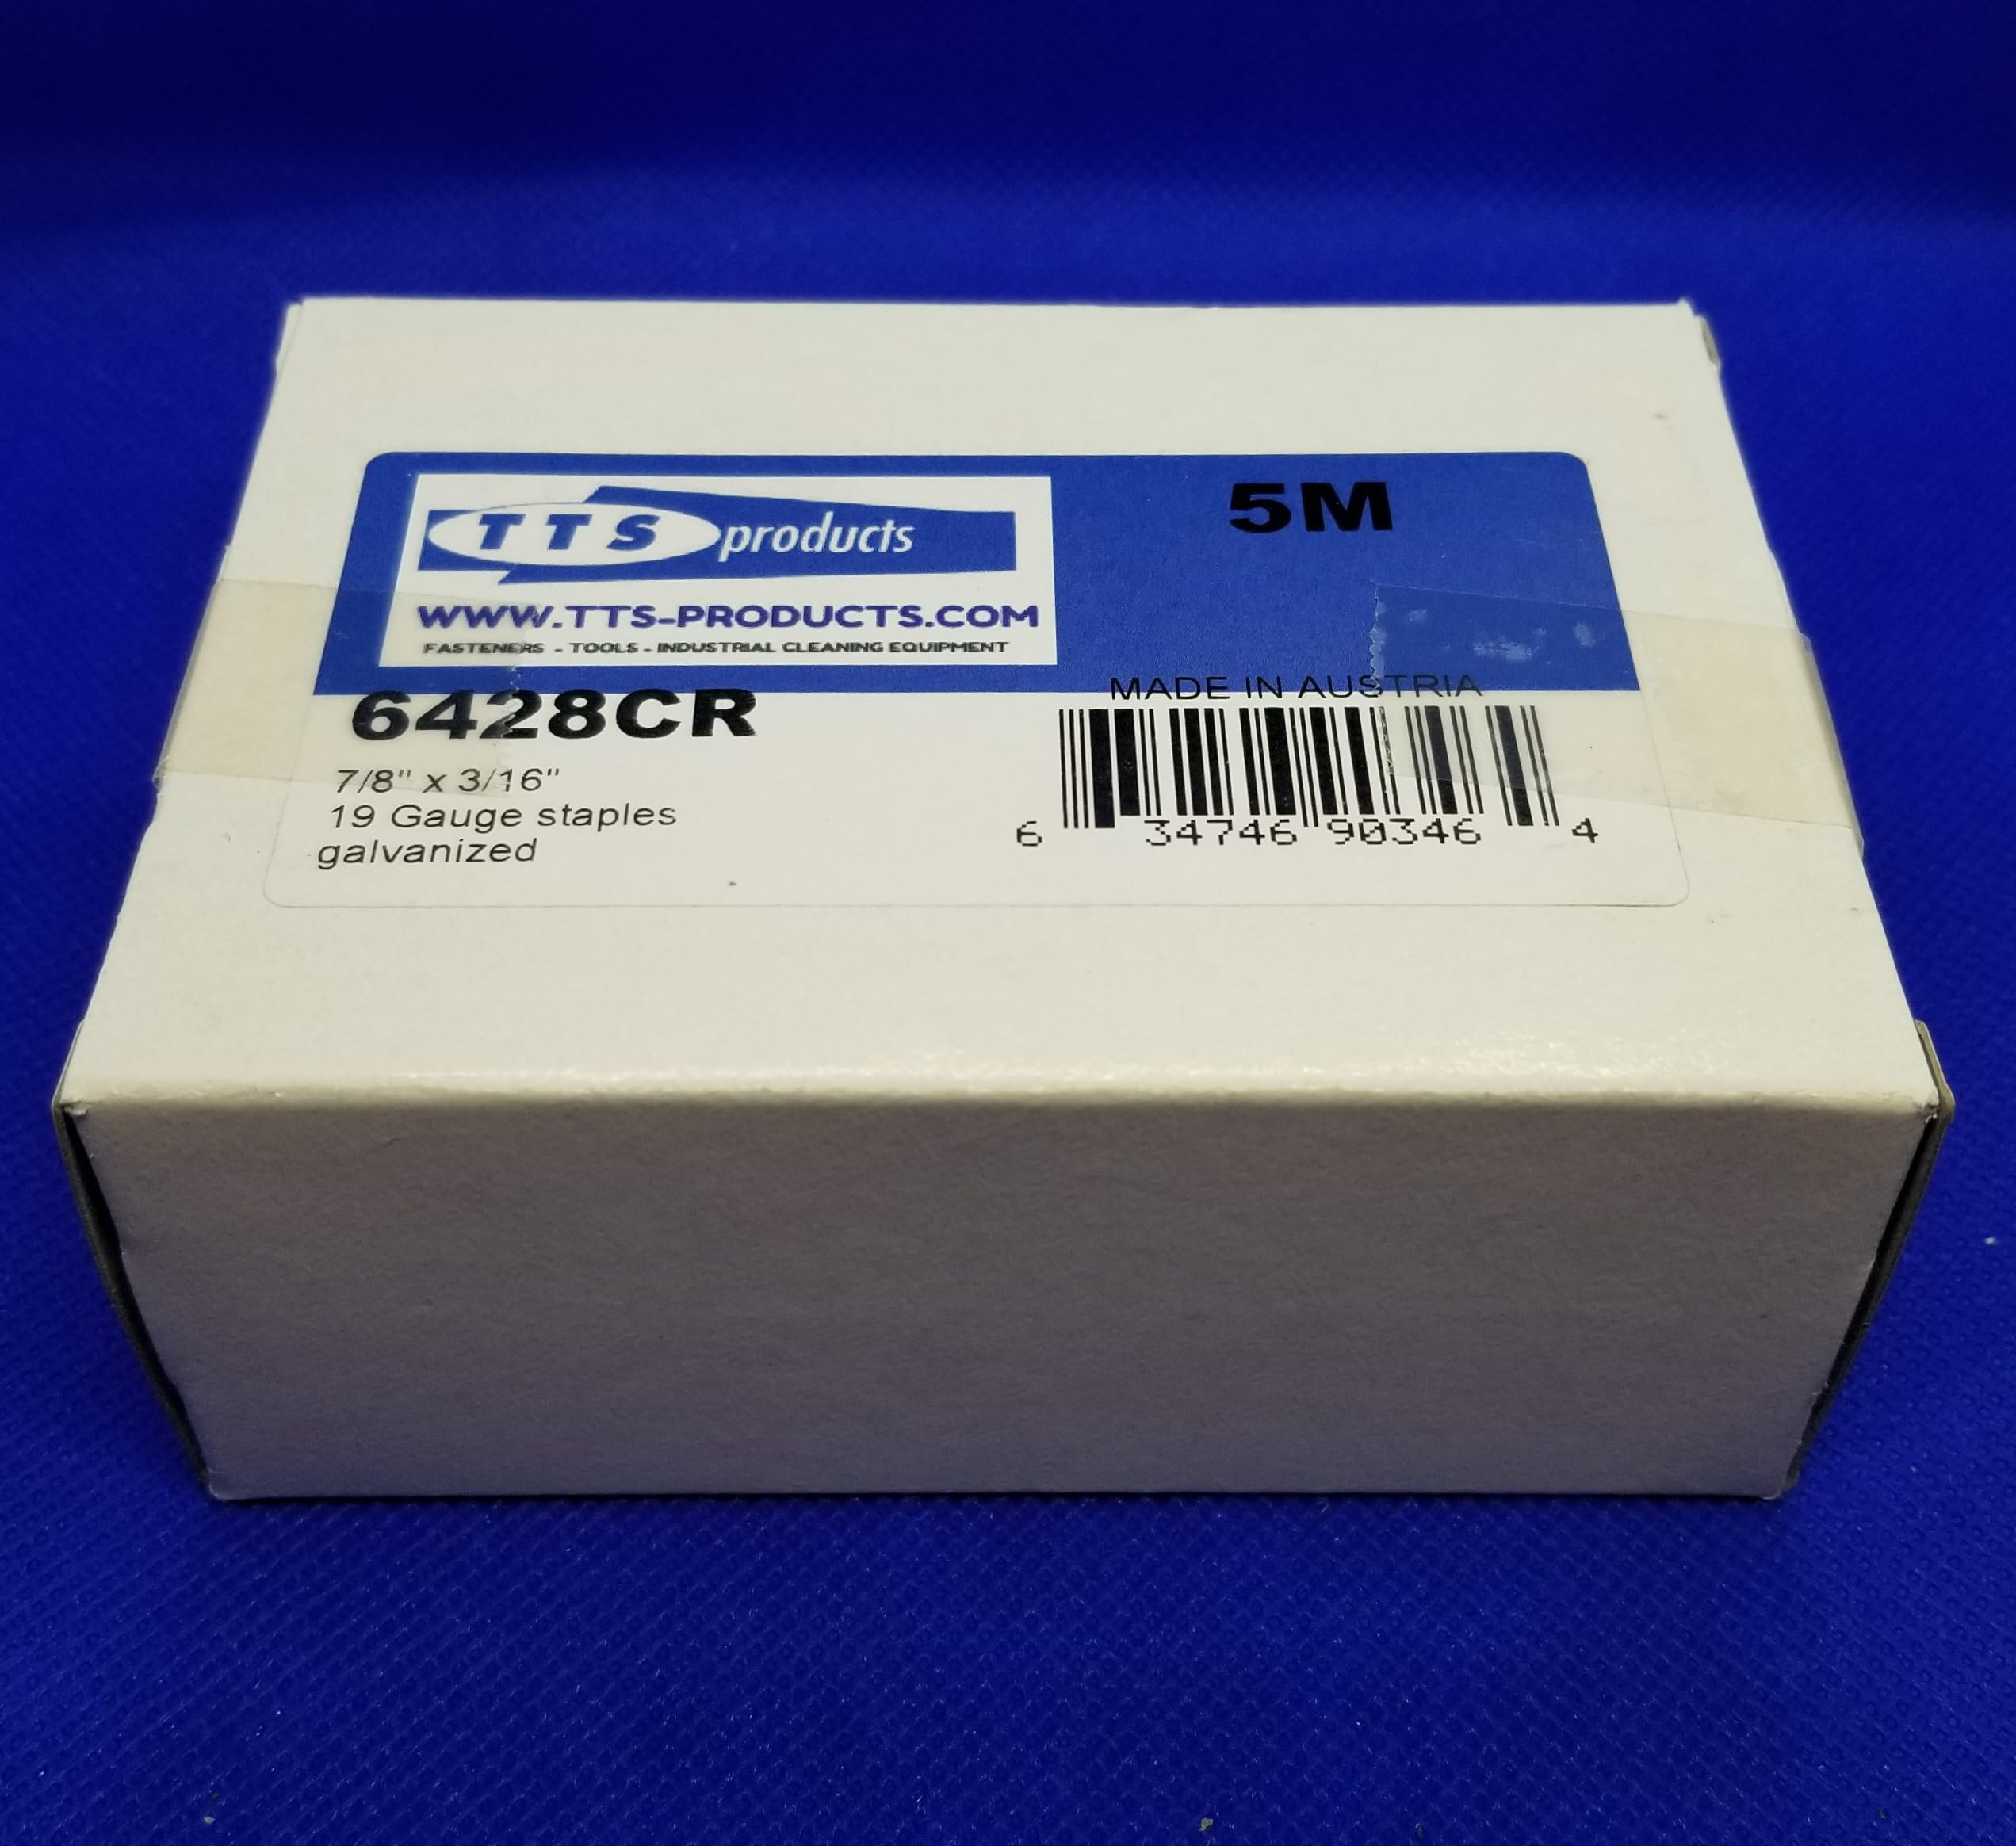 TTS products
5M
WWW.TTS-PRODUCTS.COM
FASTENERS - TOOLS - INDUSTRIAL CLEANING EQUIPMENT
MADE IN AUSTRIA
6428CR
7/8" x 3/16"
19 Gauge staples
galvanized
6 34746 90346 4